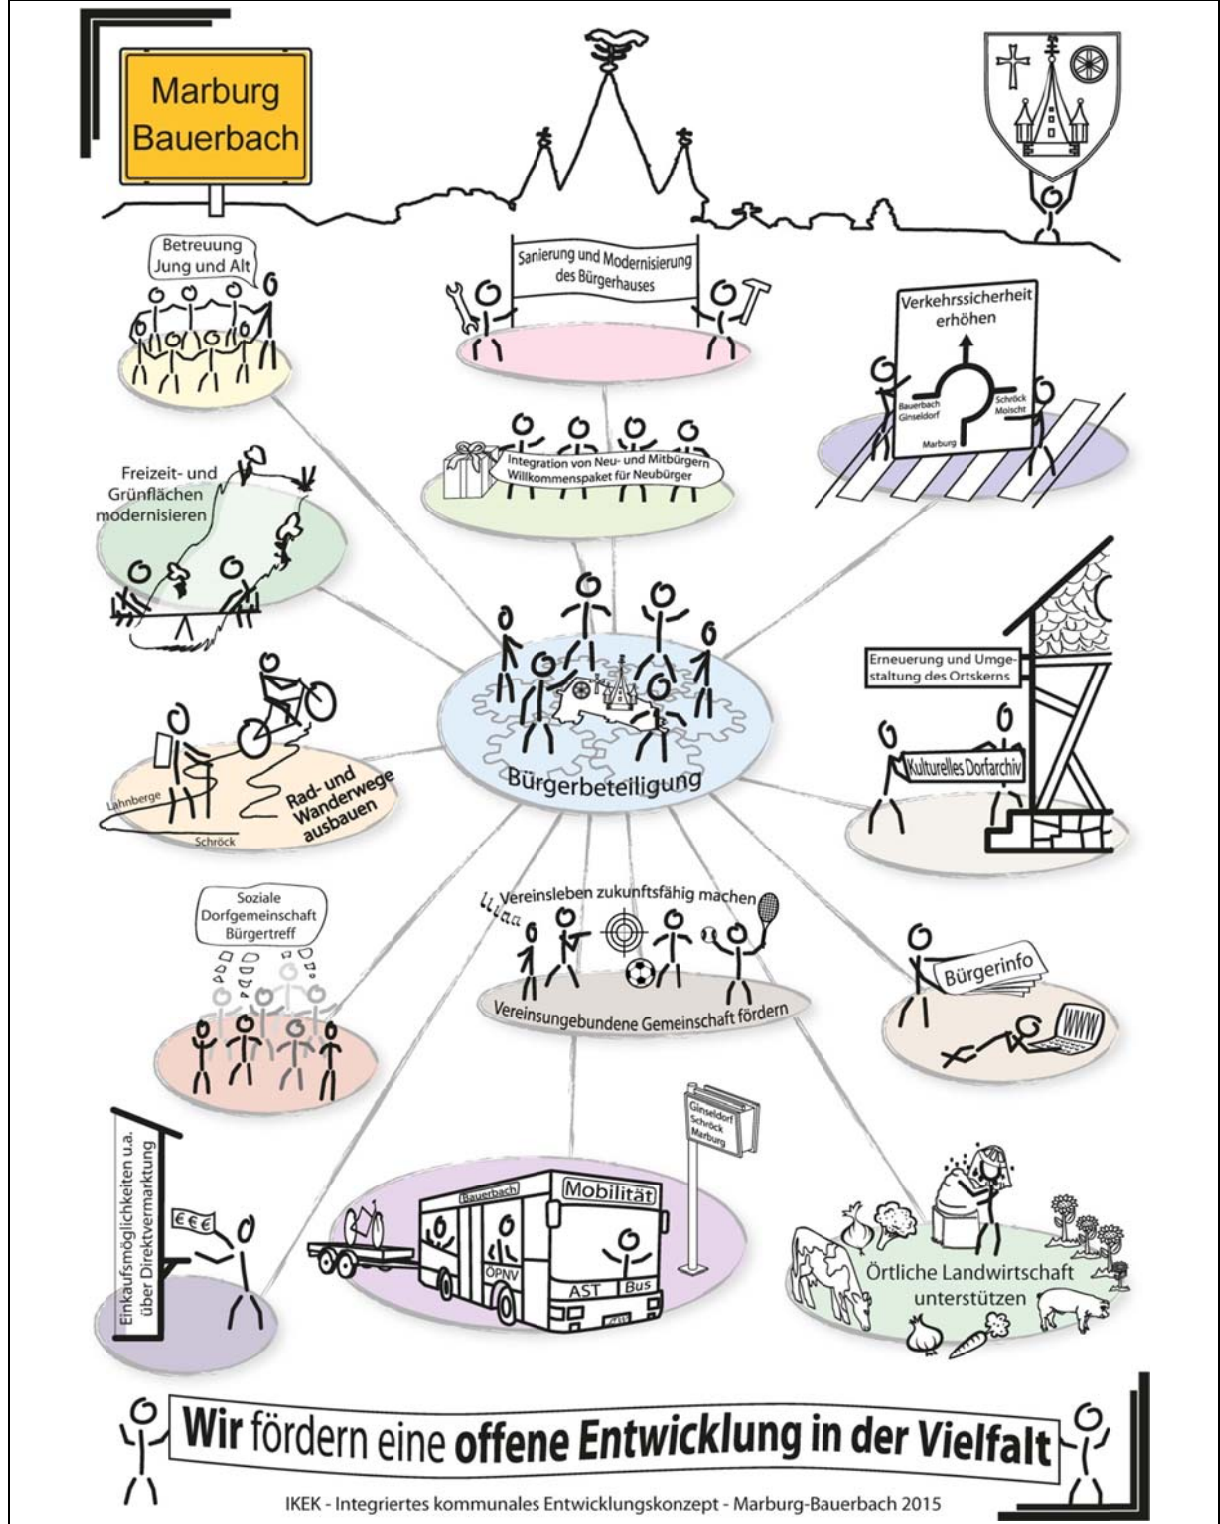 Marburg
Bauerbach
Betreuung
Jung und Alt
Sanierung und Modernisierung
des Bürgerhauses
Verkehrssicherheit
erhöhen
Bauerbach
Ginseldorf
Schröck
Moischt
Marburg
Integration von Neu- und Mitbürgern
Willkommenspaket für Neubürger
Freizeit- und
Grünflächen
modernisieren
Erneuerung und Umge-
staltung des Ortskerns
Kulturelles Dorfarchiv
Bürgerbeteiligung
Rad- und
Wanderwege
ausbauen
Lahnberge
Schröck
Soziale
Dorfgemeinschaft
Bürgertreff
Vereinsleben zukunftsfähig machen
Vereinsungebundene Gemeinschaft fördern
Bürgerinfo
WWW
Einkaufsmöglichkeiten u.a.
über Direktvermarktung
€€€
Ginseldorf
Schröck
Marburg
Bauerbach
Mobilität
ÖPNV
AST Bus
Örtliche Landwirtschaft
unterstützen
Wir fördern eine offene Entwicklung in der Vielfalt
IKEK - Integriertes kommunales Entwicklungskonzept - Marburg-Bauerbach 2015